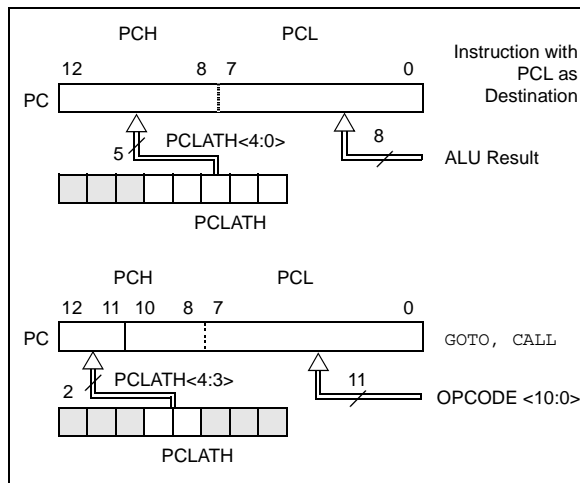 PCH PCL
12 8 7 0
Instruction with
PCL as
Destination
PC
5 PCLATH<4:0> 8
ALU Result
PCLATH
PCH PCL
12 11 10 8 7 0
PC GOTO, CALL
2 PCLATH<4:3> 11
OPCODE <10:0>
PCLATH